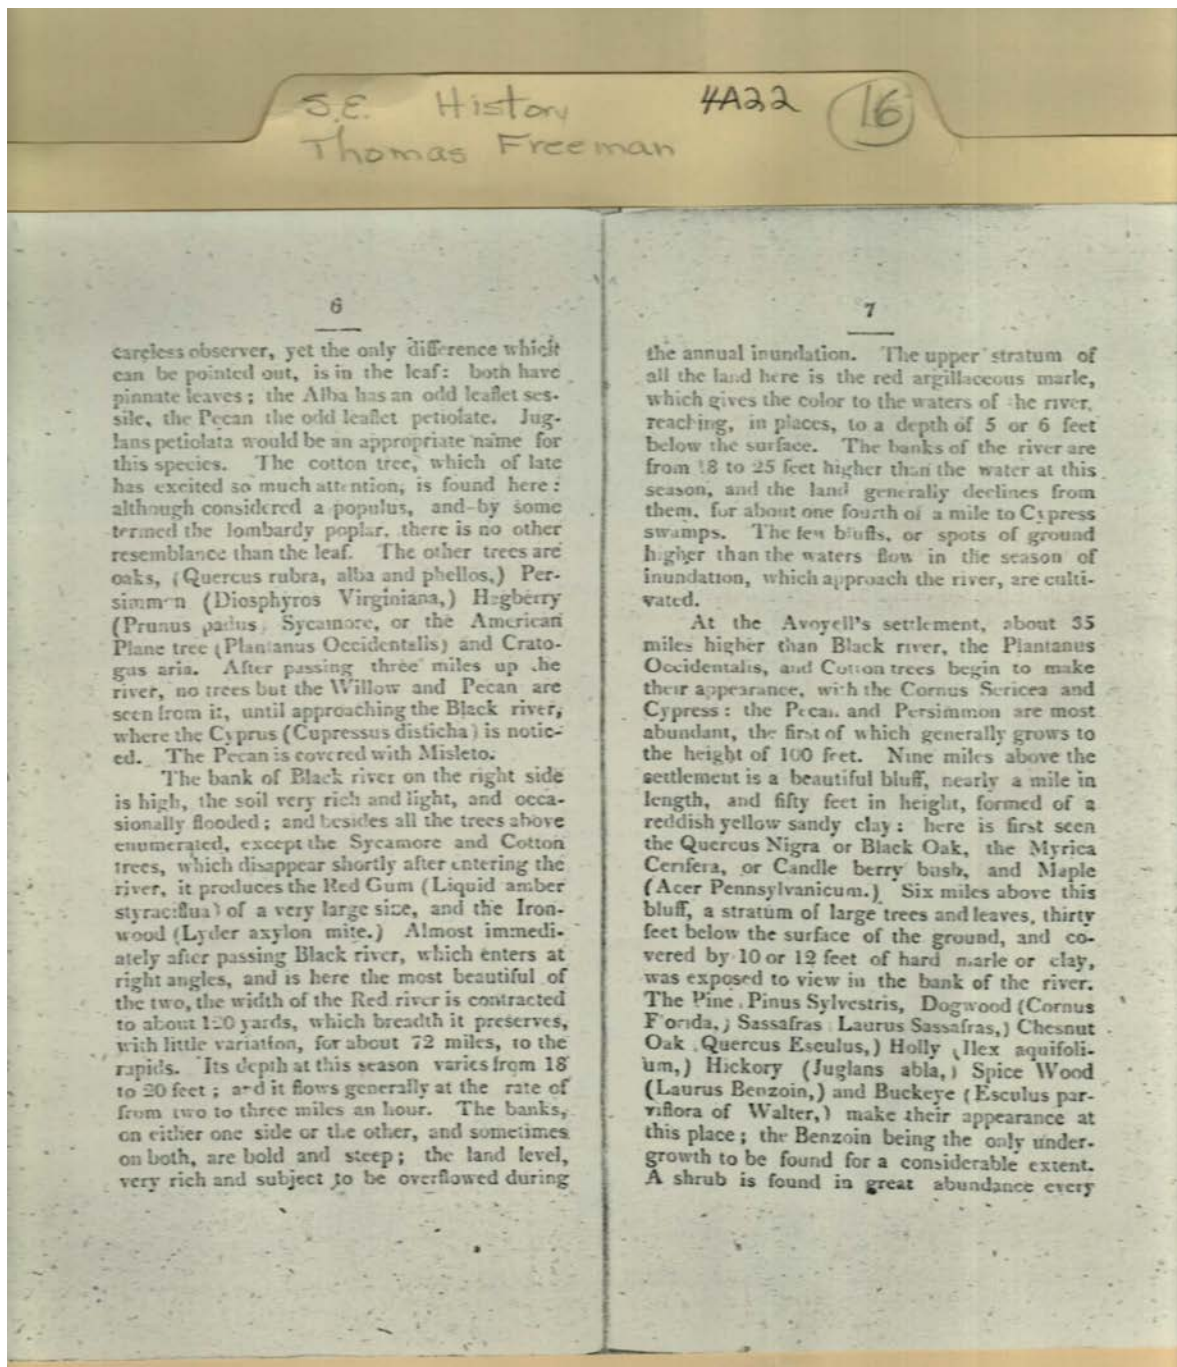 S.E. History 4A22 16
Thomas Freeman
6
careless observer, yet the only difference which
can be pointed out, is in the leaf: both have
pinnate leaves; the Alba has an odd leaflet ses-
sile, the Pecan the odd leaflet petiolate. Jug-
lans petiolata would be an appropriate name for
this species. The cotton tree, which of late
has excited so much attention, is found here:
although considered a populus, and by some
termed the lombardy poplar, there is no other
resemblance than the leaf. The other trees are
oaks, (Quercus rubra, alba and phellos,) Per-
simmon (Diosphyros Virginiana,) Hagberry
(Prunus padus, Sycamore, or the American
Plane tree (Plantanus Occidentalis) and Crato-
gus aria. After passing three miles up the
river, no trees but the Willow and Pecan are
seen from it, until approaching the Black river,
where the Cyprus (Cupressus disticha) is notic-
ed. The Pecan is covered with Misleto.
The bank of Black river on the right side
is high, the soil very rich and light, and occa-
sionally flooded; and besides all the trees above
enumerated, except the Sycamore and Cotton
trees, which disappear shortly after entering the
river, it produces the Red Gum (Liquid amber
styraciflua) of a very large size, and the Iron-
wood (Lyder axylon mite.) Almost immedi-
ately after passing Black river, which enters at
right angles, and is here the most beautiful of
the two, the width of the Red river is contracted
to about 120 yards, which breadth it preserves,
with little variation, for about 72 miles, to the
rapids. Its depth at this season varies from 18
to 20 feet; and it flows generally at the rate of
from two to three miles an hour. The banks,
on either one side or the other, and sometimes
on both, are bold and steep; the land level,
very rich and subject to be overflowed during
7
the annual inundation. The upper stratum of
all the land here is the red argillaceous marle,
which gives the color to the waters of the river,
reaching, in places, to a depth of 5 or 6 feet
below the surface. The banks of the river are
from 18 to 25 feet higher than the water at this
season, and the land generally declines from
them, for about one fourth of a mile to Cypress
swamps. The few bluffs, or spots of ground
higher than the waters flow in the season of
inundation, which approach the river, are culti-
vated.
At the Avoyell's settlement, about 35
miles higher than Black river, the Plantanus
Occidentalis, and Cotton trees begin to make
their appearance, with the Cornus Sericea and
Cypress: the Pecan and Persimmon are most
abundant, the first of which generally grows to
the height of 100 feet. Nine miles above the
settlement is a beautiful bluff, nearly a mile in
length, and fifty feet in height, formed of a
reddish yellow sandy clay: here is first seen
the Quercus Nigra or Black Oak, the Myrica
Cerifera, or Candle berry bush, and Maple
(Acer Pennsylvanicum.) Six miles above this
bluff, a stratum of large trees and leaves, thirty
feet below the surface of the ground, and co-
vered by 10 or 12 feet of hard marle or clay,
was exposed to view in the bank of the river.
The Pine, Pinus Sylvestris, Dogwood (Cornus
Florida,) Sassafras (Laurus Sassafras,) Chesnut
Oak (Quercus Esculus,) Holly (Ilex aquifoli-
um,) Hickory (Juglans abla,) Spice Wood
(Laurus Benzoin,) and Buckeye (Esculus par-
viflora of Walter,) make their appearance at
this place; the Benzoin being the only under-
growth to be found for a considerable extent.
A shrub is found in great abundance every